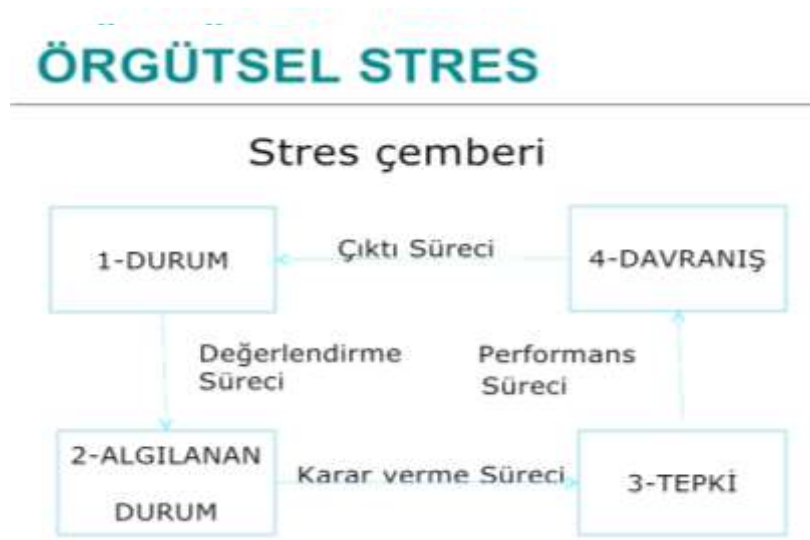 ÖRGÜTSEL STRES
Stres çemberi
1-DURUM
Çıktı Süreci
4-DAVRANIŞ
Değerlendirme
Süreci
Performans
Süreci
2-ALGILANAN
DURUM
Karar verme Süreci
3-TEPKİ